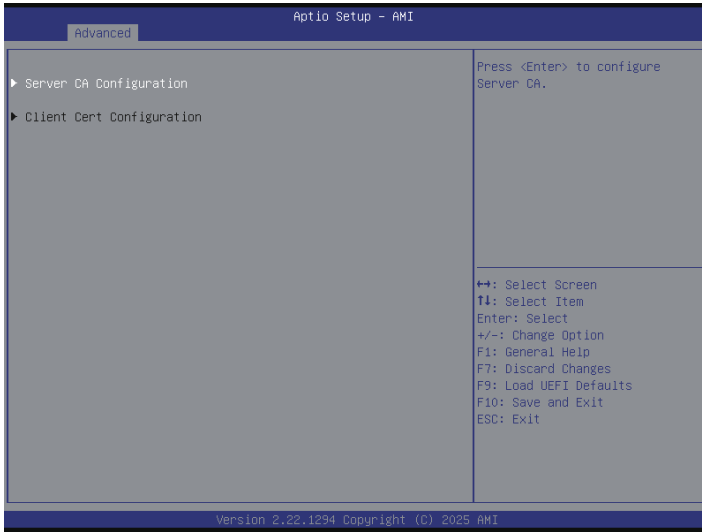 Aptio Setup - AMI
Advanced
▶ Server CA Configuration
▶ Client Cert Configuration
Press <Enter> to configure
Server CA.
↔: Select Screen
↑↓: Select Item
Enter: Select
+/-: Change Option
F1: General Help
F7: Discard Changes
F9: Load UEFI Defaults
F10: Save and Exit
ESC: Exit
Version 2.22.1294 Copyright (C) 2025 AMI